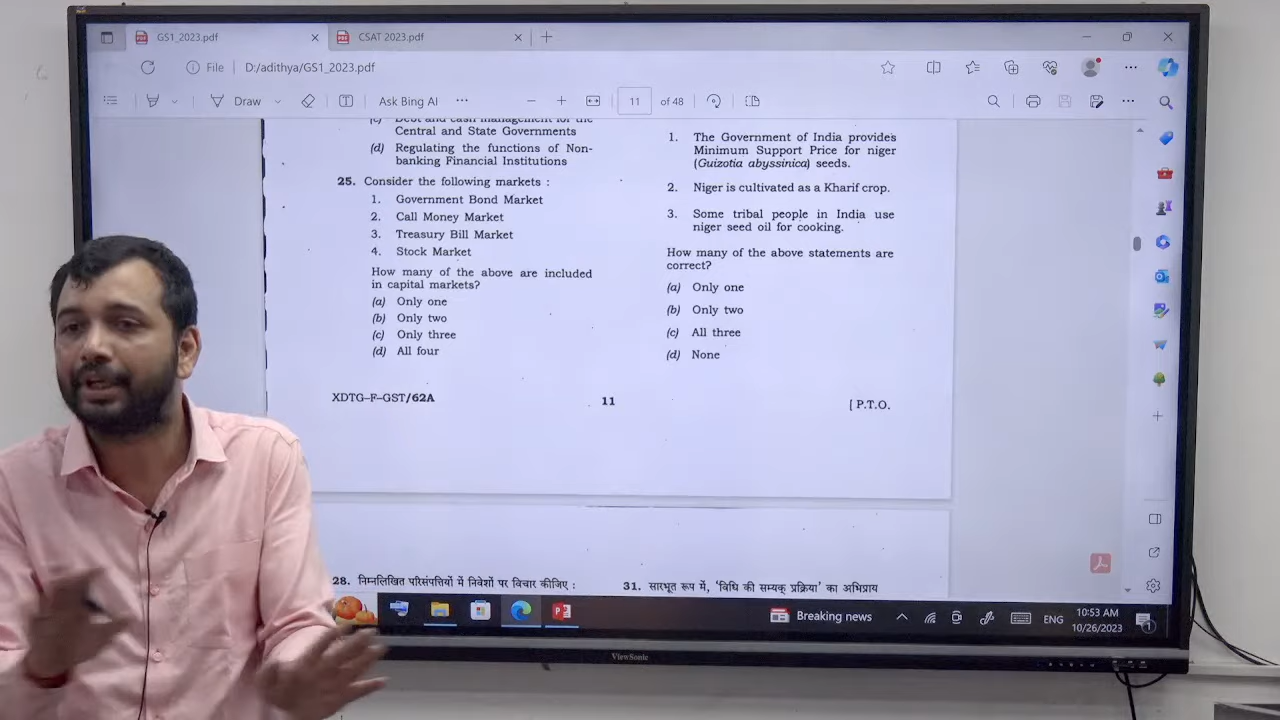 GS1_2023.pdf
CSAT 2023.pdf
File
D:/adithya/GS1_2023.pdf
Draw
Ask Bing AI
11
of 48
(c) Debt and cash management for the
Central and State Governments
(d) Regulating the functions of Non-
banking Financial Institutions
25. Consider the following markets :
1. Government Bond Market
2. Call Money Market
3. Treasury Bill Market
4. Stock Market
How many of the above are included
in capital markets?
(a) Only one
(b) Only two
(c) Only three
(d) All four
1. The Government of India provides
Minimum Support Price for niger
(Guizotia abyssinica) seeds.
2. Niger is cultivated as a Kharif crop.
3. Some tribal people in India use
niger seed oil for cooking.
How many of the above statements are
correct?
(a) Only one
(b) Only two
(c) All three
(d) None
XDTG–F–GST/62A
11
[ P.T.O.
28. निम्नलिखित परिसंपत्तियों में निवेशों पर विचार कीजिए :
31. सारभूत रूप में, ‘विधि की सम्यक् प्रक्रिया’ का अभिप्राय
Breaking news
ENG
10:53 AM
10/26/2023
1
ViewSonic